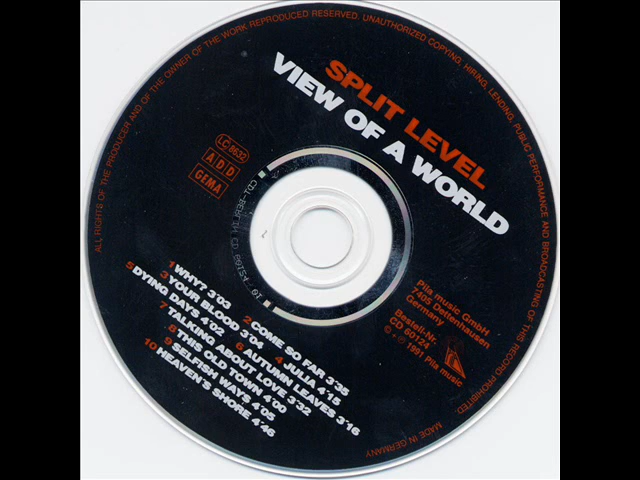 ALL RIGHTS OF THE PRODUCER AND OF THE OWNER OF THE WORK REPRODUCED RESERVED. UNAUTHORIZED COPYING, HIRING, LENDING, PUBLIC PERFORMANCE AND BROADCASTING OF THIS RECORD PROHIBITED.
SPLIT LEVEL
VIEW OF A WORLD
LC 8632
ADD
GEMA
1 WHY? 3'03
2 COME SO FAR 3'35
3 YOUR BLOOD 3'04
4 JULIA 4'15
5 DYING DAYS 4'02
6 AUTUMN LEAVES 3'16
7 TALKING ABOUT LOVE 3'32
8 THIS OLD TOWN 4'00
9 SELFISH WAYS 4'05
10 HEAVEN'S SHORE 4'46
Pila music GmbH
7405 Dettenhausen
Germany
Bestell-Nr.
CD 60124
© + ℗ 1991 Pila music
MADE IN GERMANY